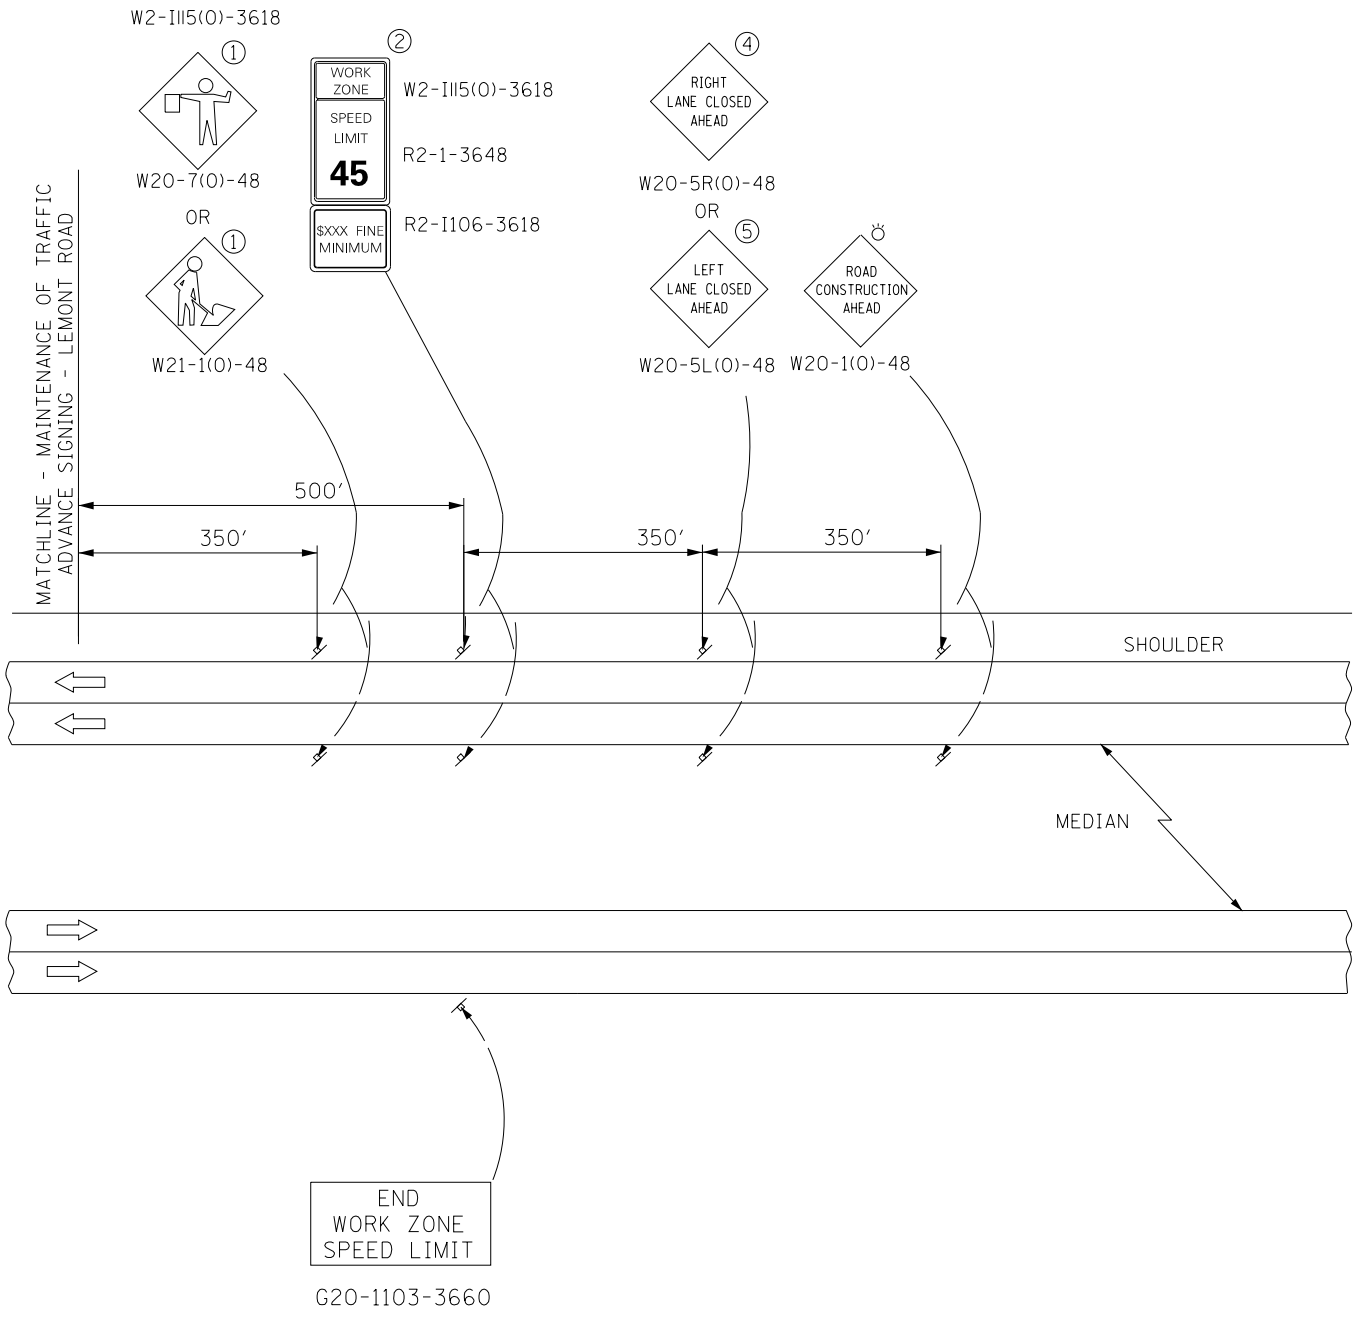 W2-I115(O)-3618
1
W20-7(O)-48
OR
1
W21-1(O)-48
2
WORK
ZONE
SPEED
LIMIT
45
$XXX FINE
MINIMUM
W2-I115(O)-3618
R2-1-3648
R2-I106-3618
4
RIGHT
LANE CLOSED
AHEAD
W20-5R(O)-48
OR
5
LEFT
LANE CLOSED
AHEAD
W20-5L(O)-48
ROAD
CONSTRUCTION
AHEAD
W20-1(O)-48
MATCHLINE - MAINTENANCE OF TRAFFIC
ADVANCE SIGNING - LEMONT ROAD
500'
350'
350'
350'
SHOULDER
MEDIAN
END
WORK ZONE
SPEED LIMIT
G20-1103-3660